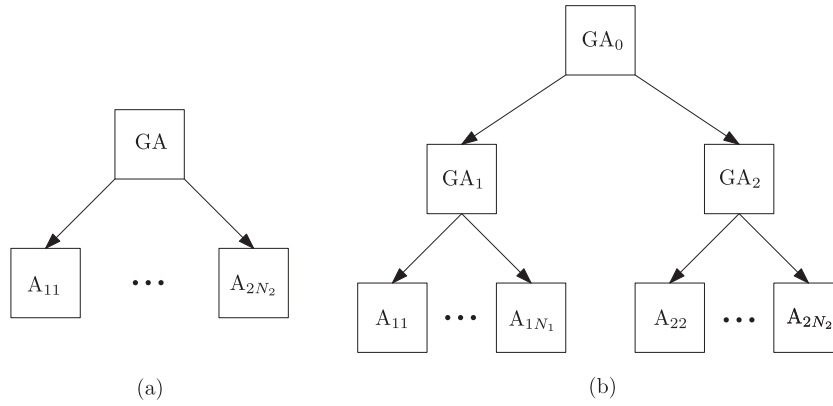 GA₀
GA
GA₁ GA₂
A₁₁ ••• A₂N₂
A₁₁ ••• A₁N₁ A₂₂ ••• A₂N₂
(a) (b)